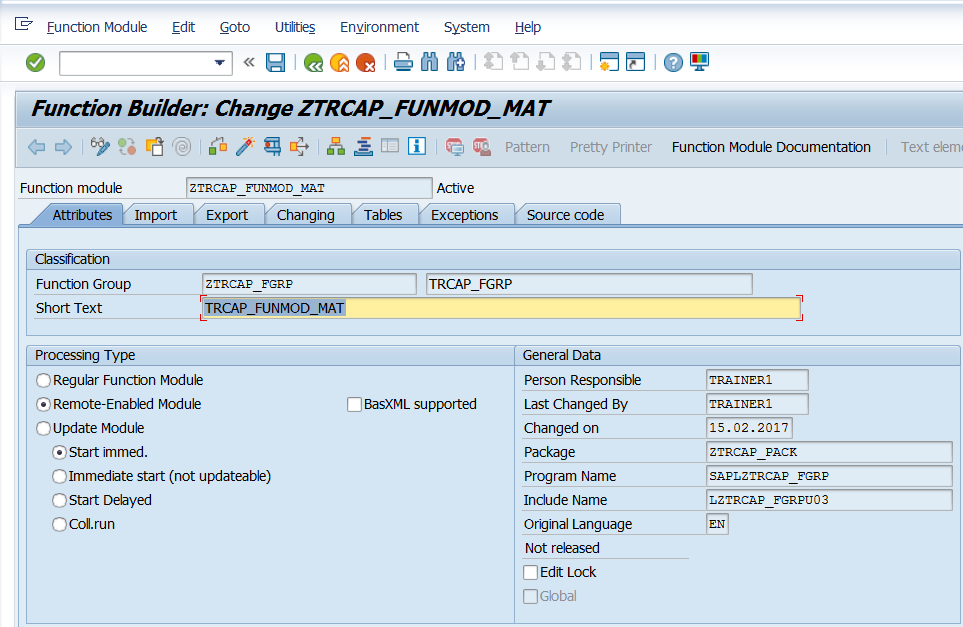 Function Module Edit Goto Utilities Environment System Help
Function Builder: Change ZTRCAP_FUNMOD_MAT
Pattern Pretty Printer Function Module Documentation Text eleme
Function module ZTRCAP_FUNMOD_MAT Active
Attributes Import Export Changing Tables Exceptions Source code
Classification
Function Group ZTRCAP_FGRP TRCAP_FGRP
Short Text TRCAP_FUNMOD_MAT
Processing Type
Regular Function Module
Remote-Enabled Module BasXML supported
Update Module
Start immed.
Immediate start (not updateable)
Start Delayed
Coll.run
General Data
Person Responsible TRAINER1
Last Changed By TRAINER1
Changed on 15.02.2017
Package ZTRCAP_PACK
Program Name SAPLZTRCAP_FGRP
Include Name LZTRCAP_FGRPU03
Original Language EN
Not released
Edit Lock
Global